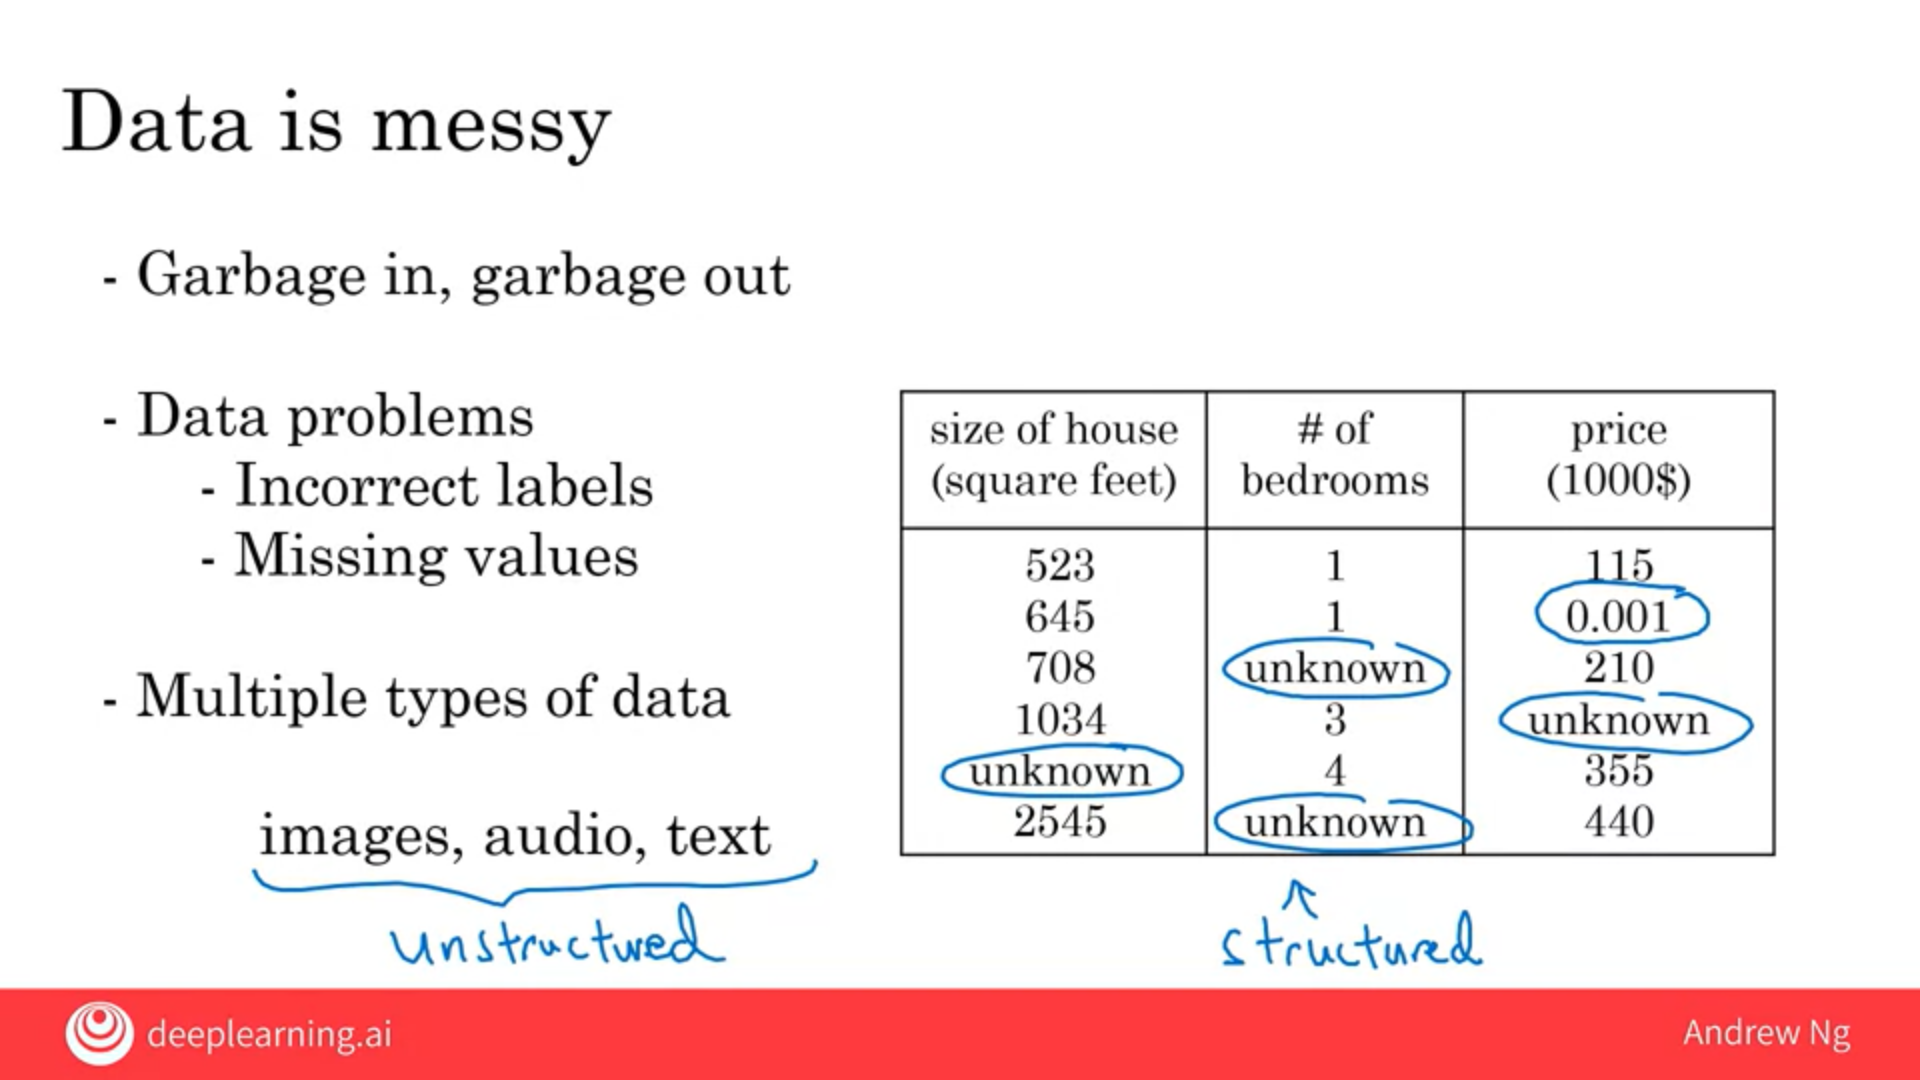 Data is messy
- Garbage in, garbage out
- Data problems
- Incorrect labels
- Missing values
- Multiple types of data
images, audio, text
unstructured
size of house # of price
(square feet) bedrooms (1000$)
523 1 115
645 1 0.001
708 unknown 210
1034 3 unknown
unknown 4 355
2545 unknown 440
structured
deeplearning.ai
Andrew Ng